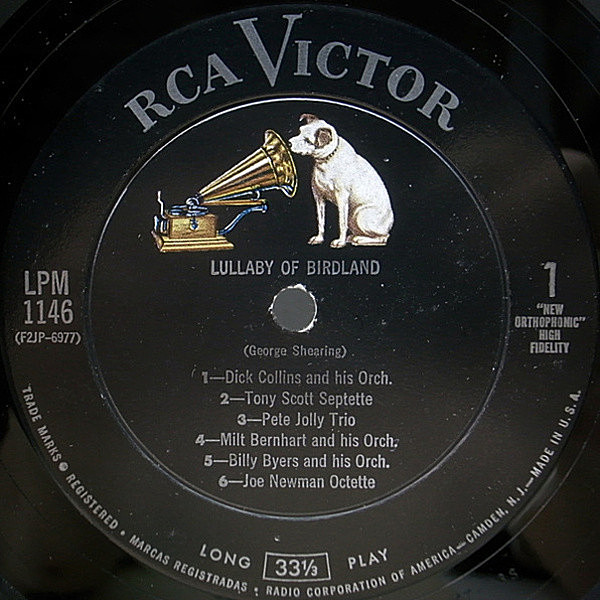 RCA VICTOR
LULLABY OF BIRDLAND
LPM
1146
(F2JP-6977)
1
"NEW
ORTHOPHONIC"
HIGH
FIDELITY
(George Shearing)
1—Dick Collins and his Orch.
2—Tony Scott Septette
3—Pete Jolly Trio
4—Milt Bernhart and his Orch.
5—Billy Byers and his Orch.
6—Joe Newman Octette
LONG 33⅓ PLAY
TRADE MARKS ® REGISTERED • MARCAS REGISTRADAS • RADIO CORPORATION OF AMERICA—CAMDEN, N.J.—MADE IN U.S.A.